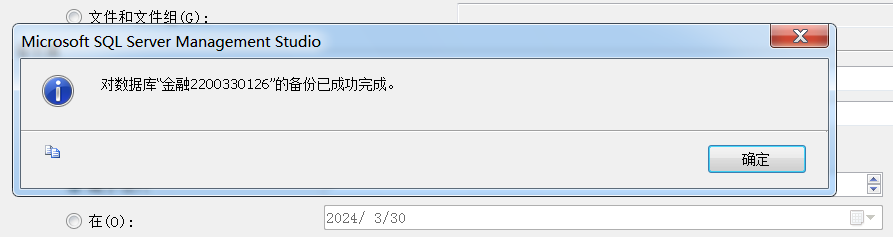 文件和文件组(G):
Microsoft SQL Server Management Studio
对数据库“金融2200330126”的备份已成功完成。
确定
在(O):
2024/ 3/30